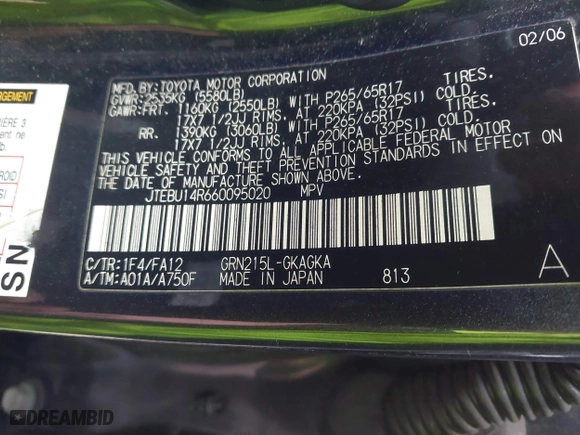 02/06
MFD. BY: TOYOTA MOTOR CORPORATION
GVWR: 2535KG (5580LB)
GAWR: FRT. 1160KG (2550LB) WITH P265/65R17 TIRES.
17X7 1/2JJ RIMS, AT 220KPA (32PSI) COLD.
RR. 1390KG (3060LB) WITH P265/65R17 TIRES.
17X7 1/2JJ RIMS, AT 220KPA (32PSI) COLD.
THIS VEHICLE CONFORMS TO ALL APPLICABLE FEDERAL MOTOR
VEHICLE SAFETY AND THEFT PREVENTION STANDARDS IN EFFECT ON
THE DATE OF MANUFACTURE SHOWN ABOVE.
JTEBU14R660095020 MPV
C/TR: 1F4/FA12 GRN215L-GKAGKA
A/TM: A01A/A750F MADE IN JAPAN 813 A
SN
DREAMBID